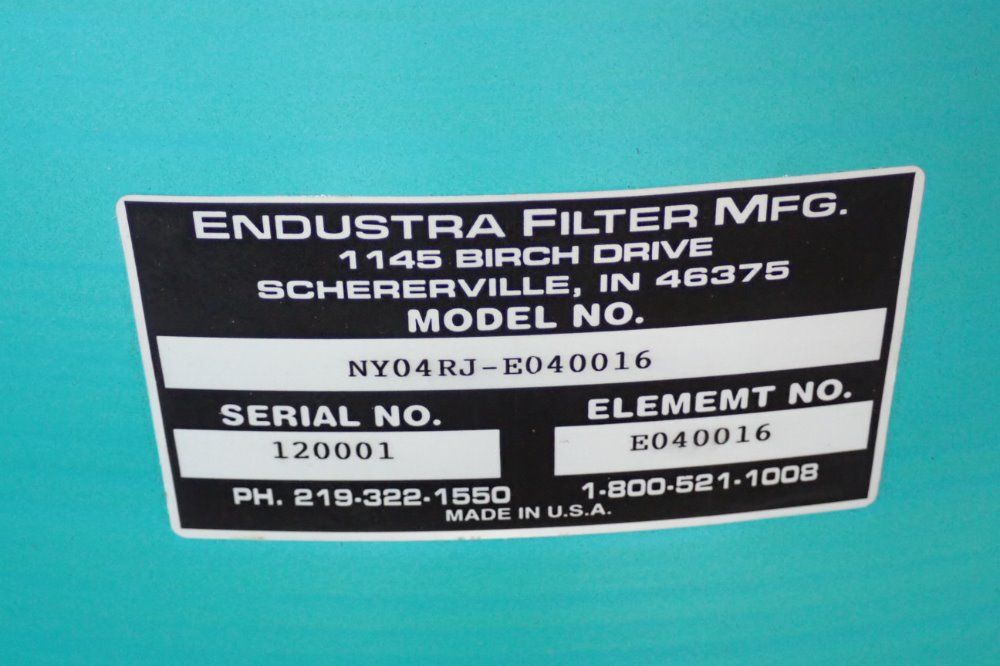 ENDUSTRA FILTER MFG.
1145 BIRCH DRIVE
SCHERERVILLE, IN 46375
MODEL NO.
NY04RJ-E040016
SERIAL NO. ELEMEMT NO.
120001 E040016
PH. 219-322-1550 1-800-521-1008
MADE IN U.S.A.